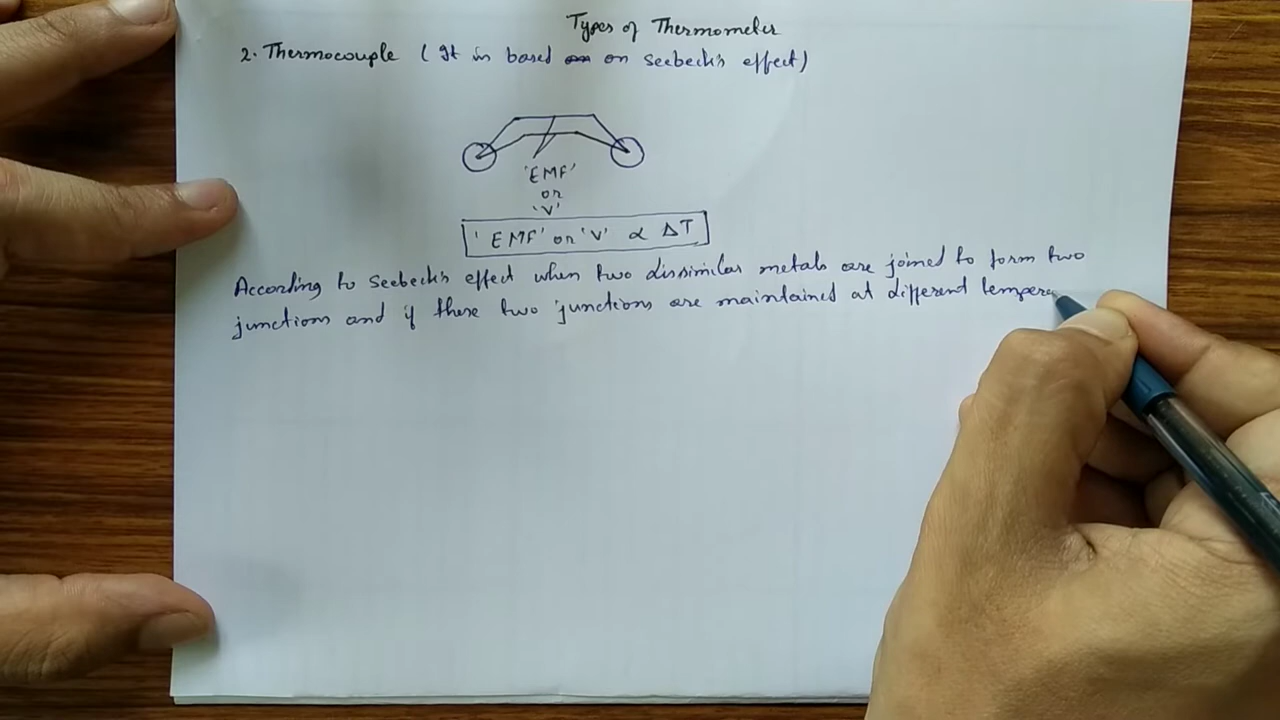 Types of Thermometer
2. Thermocouple (It is based on on Seebeck's effect)
'EMF'
or
'V'
'EMF' or 'V' ∝ ΔT
According to Seebeck's effect when two dissimilar metals are joined to form two
junctions and if these two junctions are maintained at different tempera